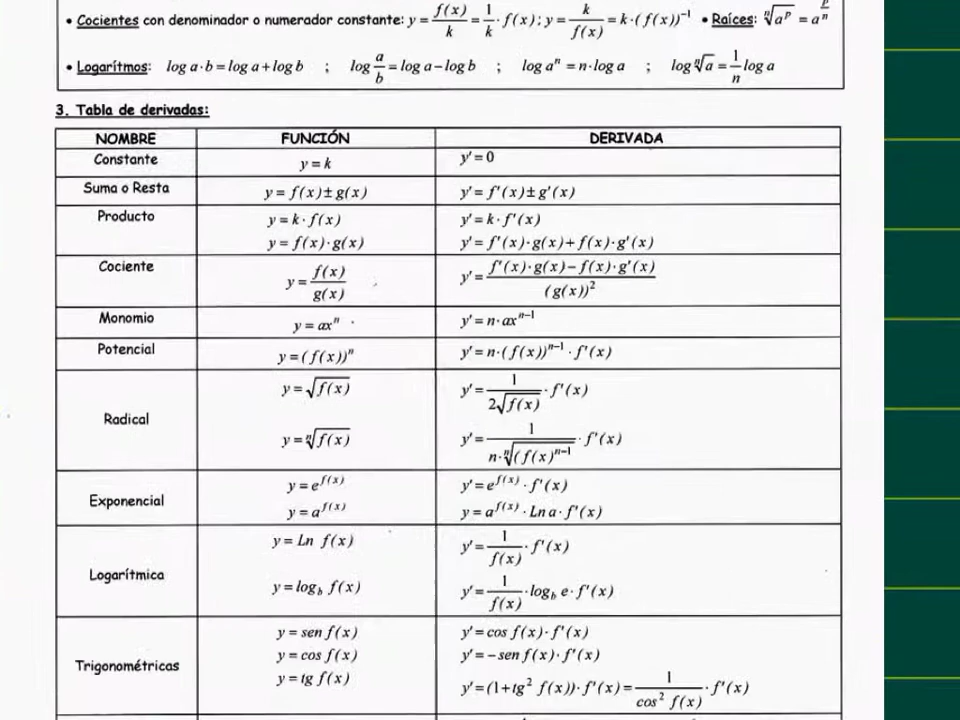 • Cocientes con denominador o numerador constante: y = f(x)/k = 1/k · f(x); y = k/f(x) = k·(f(x))⁻¹ • Raíces: ⁿ√aᵖ = a^(p/n)
• Logarítmos: log a·b = log a + log b ; log a/b = log a – log b ; log aⁿ = n·log a ; log ⁿ√a = 1/n log a
3. Tabla de derivadas:
NOMBRE FUNCIÓN DERIVADA
Constante y = k y' = 0
Suma o Resta y = f(x) ± g(x) y' = f'(x) ± g'(x)
Producto y = k · f(x) y' = k · f'(x)
y = f(x) · g(x) y' = f'(x) · g(x) + f(x) · g'(x)
Cociente y = f(x)/g(x) y' = (f'(x) · g(x) – f(x) · g'(x))/(g(x))²
Monomio y = axⁿ y' = n · axⁿ⁻¹
Potencial y = (f(x))ⁿ y' = n · (f(x))ⁿ⁻¹ · f'(x)
Radical y = √f(x) y' = 1/(2√f(x)) · f'(x)
y = ⁿ√f(x) y' = 1/(n · ⁿ√(f(x)ⁿ⁻¹) · f'(x)
Exponencial y = e^f(x) y' = e^f(x) · f'(x)
y = a^f(x) y = a^f(x) · Ln a · f'(x)
Logarítmica y = Ln f(x) y' = 1/f(x) · f'(x)
y = log_b f(x) y' = 1/f(x) · log_b e · f'(x)
Trigonométricas y = sen f(x) y' = cos f(x) · f'(x)
y = cos f(x) y' = – sen f(x) · f'(x)
y = tg f(x) y' = (1 + tg² f(x)) · f'(x) = 1/cos² f(x) · f'(x)